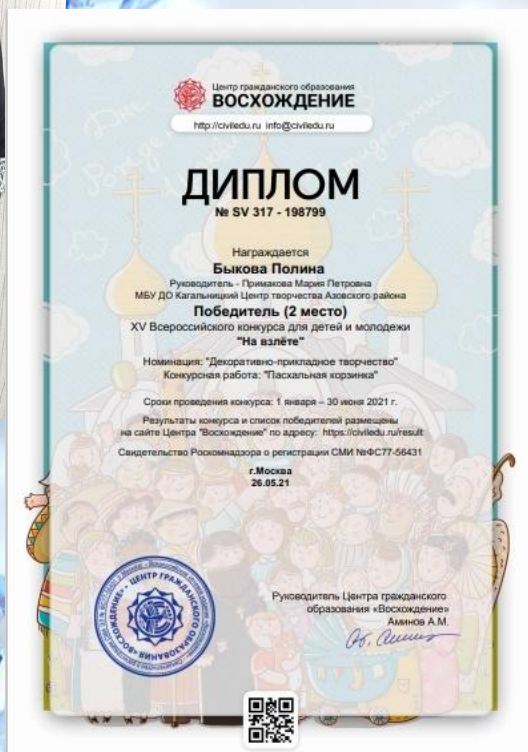 Центр гражданского образования
ВОСХОЖДЕНИЕ
http://civiledu.ru info@civiledu.ru
ДИПЛОМ
№ SV 317 - 198799
Награждается
Быкова Полина
Руководитель - Примакова Мария Петровна
МБУ ДО Кагальницкий Центр творчества Азовского района
Победитель (2 место)
XV Всероссийского конкурса для детей и молодежи
"На взлёте"
Номинация: "Декоративно-прикладное творчество"
Конкурсная работа: "Пасхальная корзинка"
Сроки проведения конкурса: 1 января – 30 июня 2021 г.
Результаты конкурса и список победителей размещены
на сайте Центра "Восхождение" по адресу: https://civiledu.ru/result
Свидетельство Роскомнадзора о регистрации СМИ №ФС77-56431
г.Москва
26.05.21
ЦЕНТР ГРАЖДАНСКОГО ОБРАЗОВАНИЯ «ВОСХОЖДЕНИЕ»
Руководитель Центра гражданского
образования «Восхождение»
Аминов А.М.